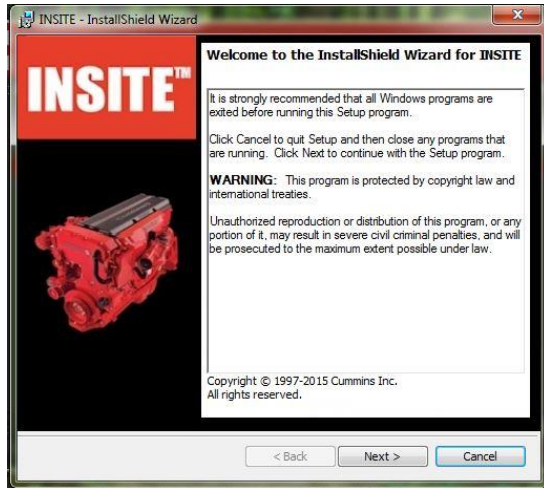 INSITE - InstallShield Wizard
INSITE™
Welcome to the InstallShield Wizard for INSITE
It is strongly recommended that all Windows programs are
exited before running this Setup program.
Click Cancel to quit Setup and then close any programs that
are running. Click Next to continue with the Setup program.
WARNING: This program is protected by copyright law and
international treaties.
Unauthorized reproduction or distribution of this program, or any
portion of it, may result in severe civil criminal penalties, and will
be prosecuted to the maximum extent possible under law.
Copyright © 1997-2015 Cummins Inc.
All rights reserved.
< Back
Next >
Cancel